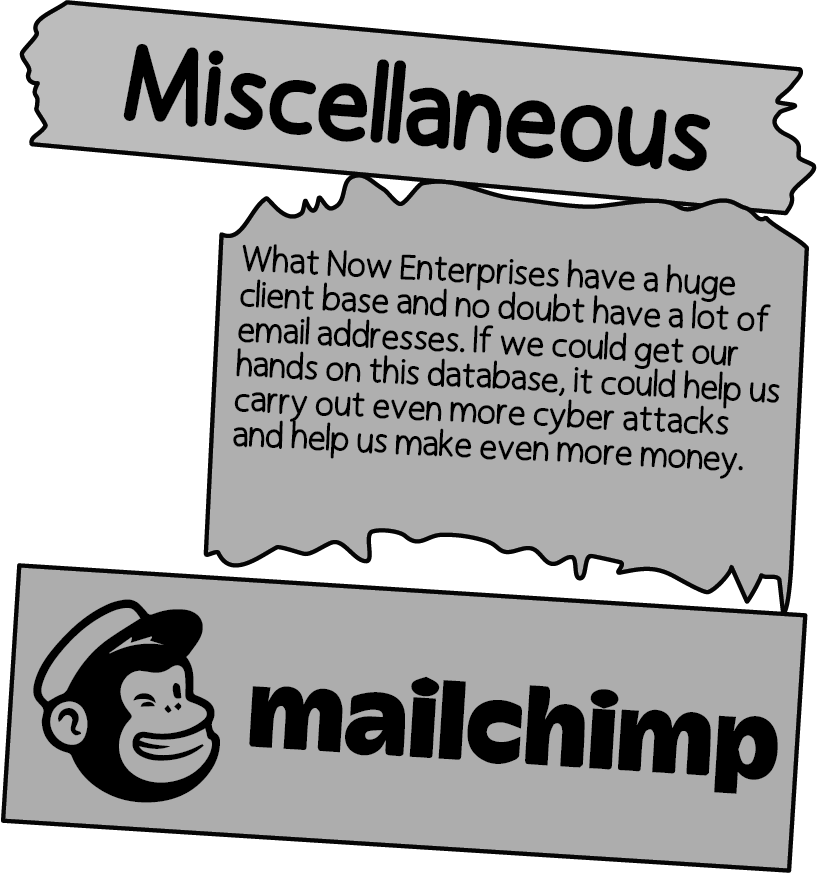 Miscellaneous
What Now Enterprises have a huge
client base and no doubt have a lot of
email addresses. If we could get our
hands on this database, it could help us
carry out even more cyber attacks
and help us make even more money.
mailchimp